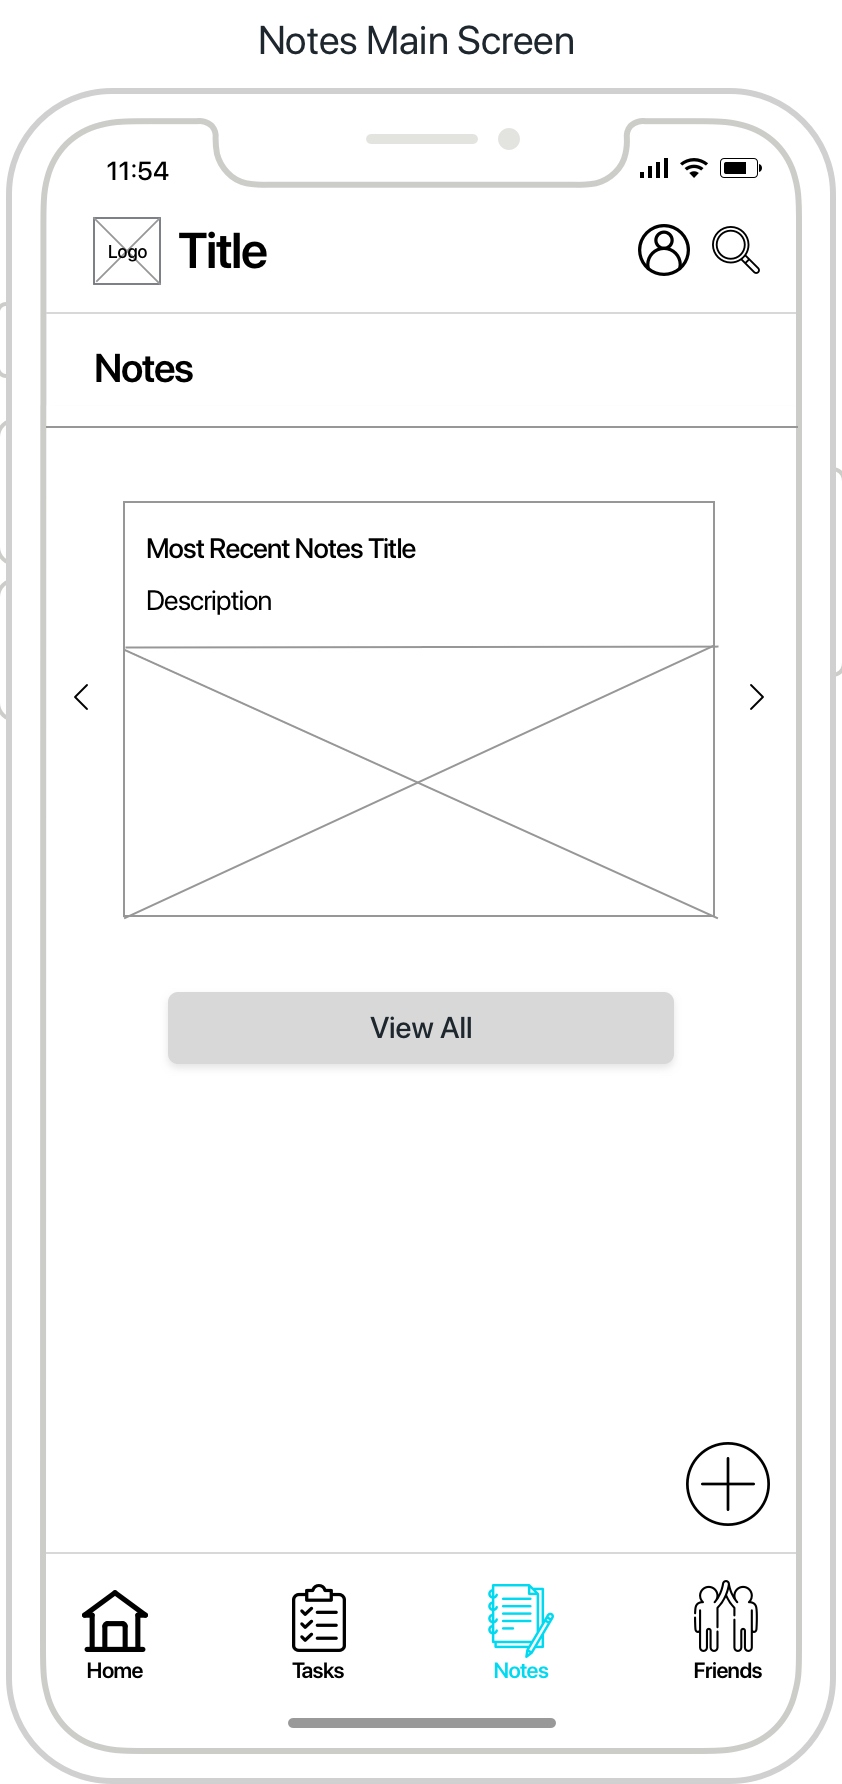 Notes Main Screen
11:54
Logo
Title
Notes
Most Recent Notes Title
Description
View All
Home
Tasks
Notes
Friends